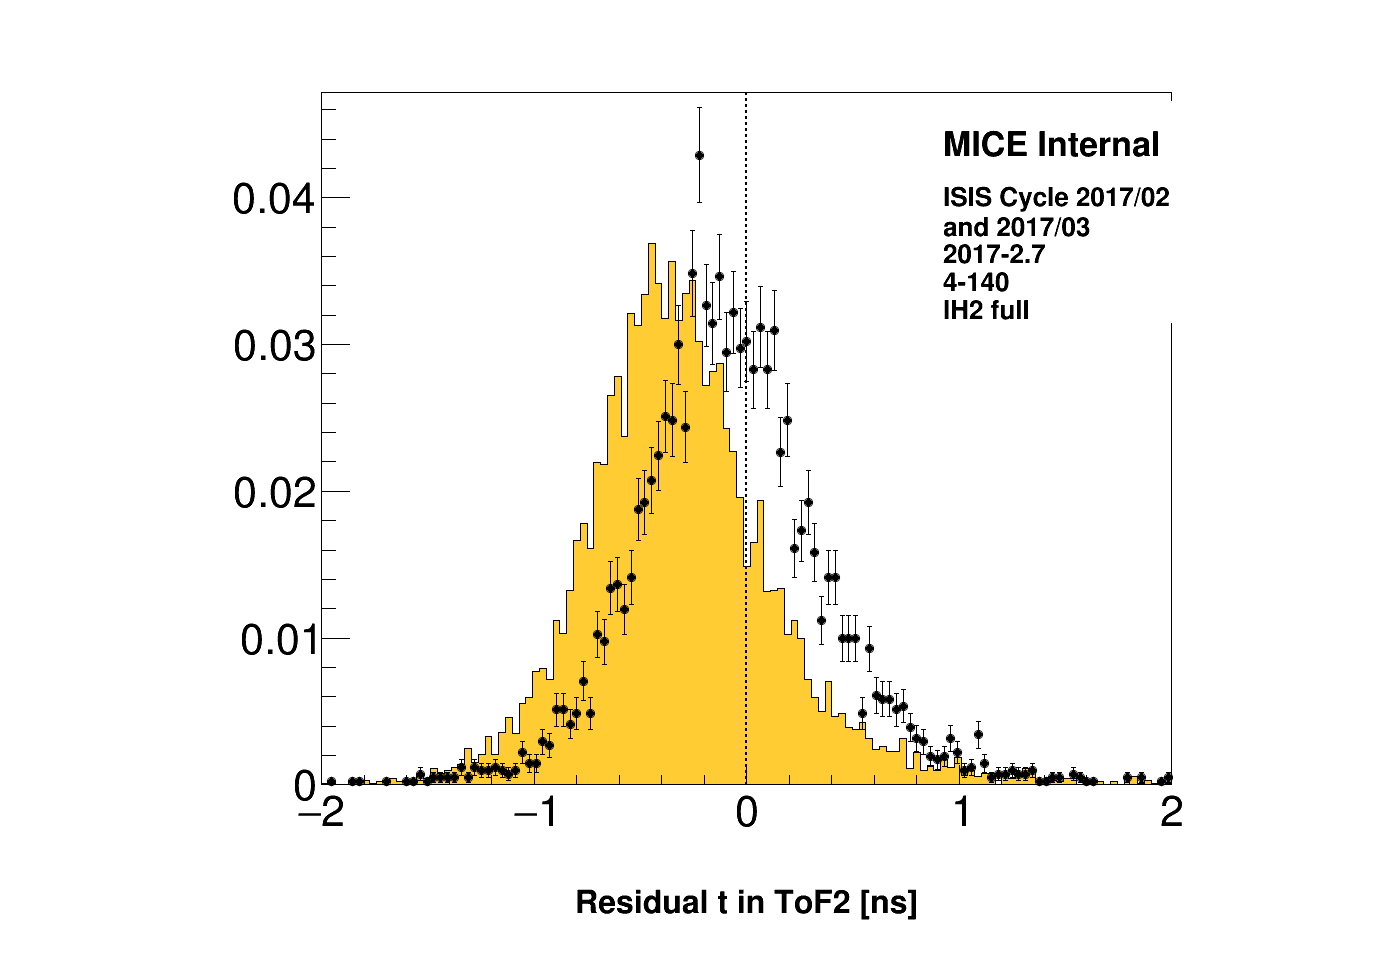 MICE Internal
ISIS Cycle 2017/02
and 2017/03
2017-2.7
4-140
IH2 full
0.04
0.03
0.02
0.01
0
−2 −1 0 1 2
Residual t in ToF2 [ns]